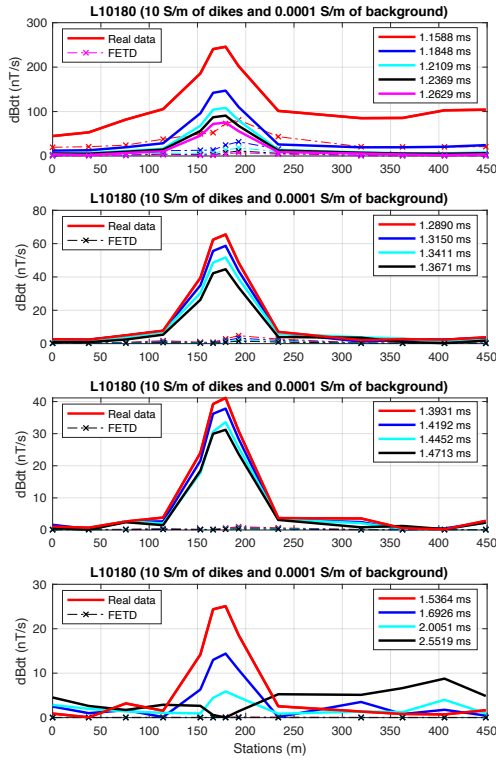 L10180 (10 S/m of dikes and 0.0001 S/m of background)
300
200
100
0
dBdt (nT/s)
Real data
FETD
1.1588 ms
1.1848 ms
1.2109 ms
1.2369 ms
1.2629 ms
0 50 100 150 200 250 300 350 400 450
L10180 (10 S/m of dikes and 0.0001 S/m of background)
80
60
40
20
0
dBdt (nT/s)
Real data
FETD
1.2890 ms
1.3150 ms
1.3411 ms
1.3671 ms
0 50 100 150 200 250 300 350 400 450
L10180 (10 S/m of dikes and 0.0001 S/m of background)
40
30
20
10
0
dBdt (nT/s)
Real data
FETD
1.3931 ms
1.4192 ms
1.4452 ms
1.4713 ms
0 50 100 150 200 250 300 350 400 450
L10180 (10 S/m of dikes and 0.0001 S/m of background)
30
20
10
0
dBdt (nT/s)
Real data
FETD
1.5364 ms
1.6926 ms
2.0051 ms
2.5519 ms
0 50 100 150 200 250 300 350 400 450
Stations (m)